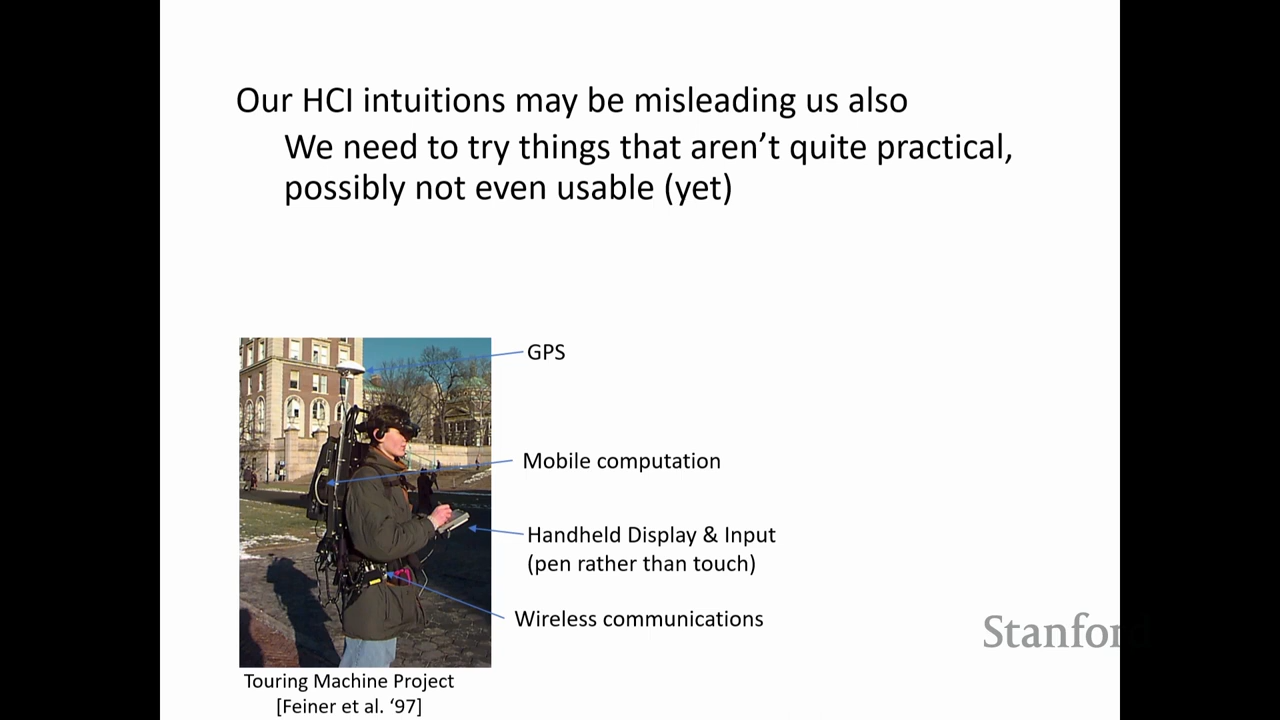 Our HCI intuitions may be misleading us also
We need to try things that aren’t quite practical,
possibly not even usable (yet)
GPS
Mobile computation
Handheld Display & Input
(pen rather than touch)
Wireless communications
Stanford
Touring Machine Project
[Feiner et al. ‘97]